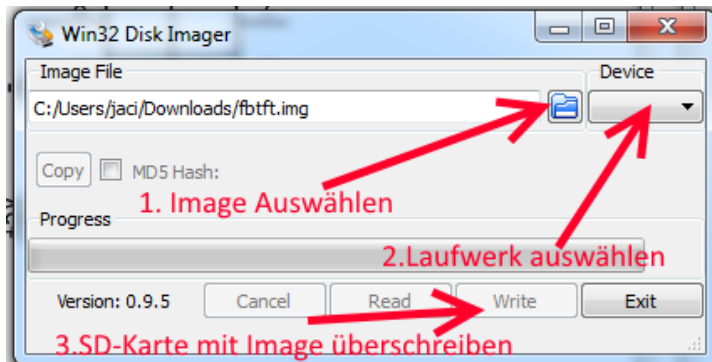 Win32 Disk Imager
Image File
Device
C:/Users/jaci/Downloads/fbtft.img
Copy MD5 Hash:
1. Image Auswählen
Progress
2.Laufwerk auswählen
Version: 0.9.5 Cancel Read Write Exit
3.SD-Karte mit Image überschreiben